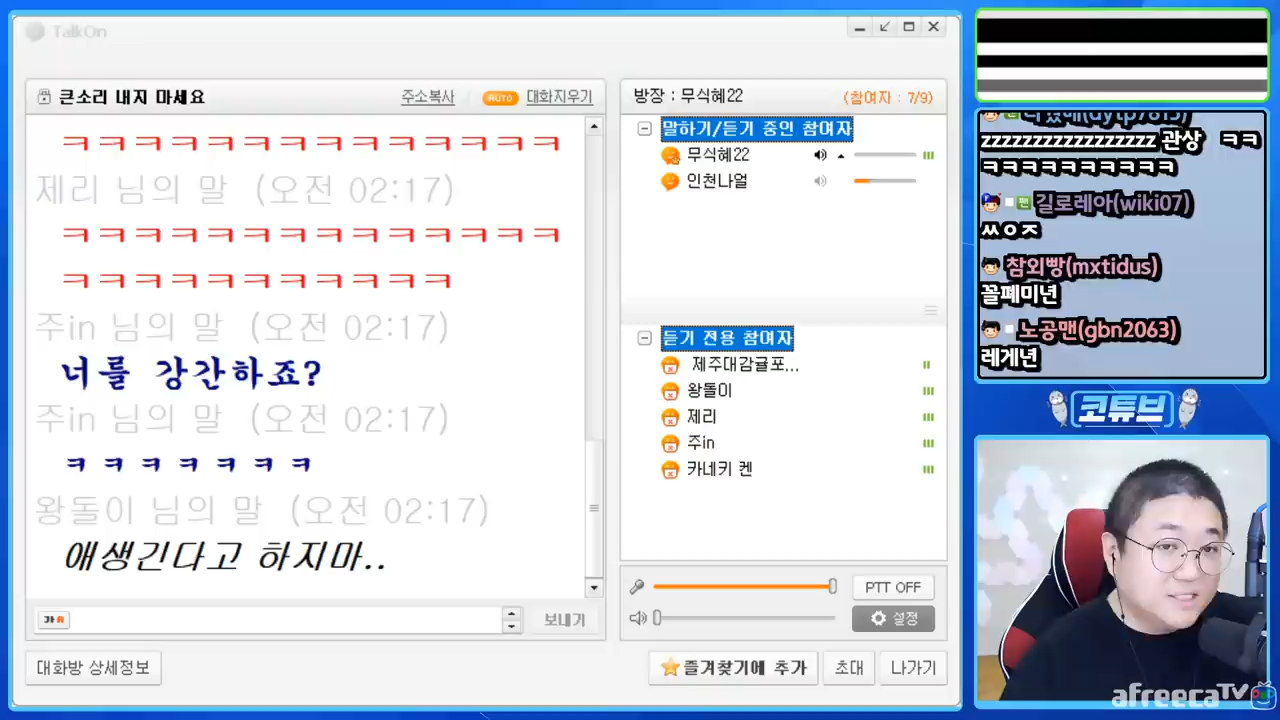 TalkOn
큰소리 내지 마세요
주소복사
AUTO
대화지우기
ㅋㅋㅋㅋㅋㅋㅋㅋㅋㅋㅋㅋㅋㅋ
제리 님의 말 (오전 02:17)
ㅋㅋㅋㅋㅋㅋㅋㅋㅋㅋㅋㅋㅋㅋ
ㅋㅋㅋㅋㅋㅋㅋㅋㅋㅋㅋ
주in 님의 말 (오전 02:17)
너를 강간하죠?
주in 님의 말 (오전 02:17)
ㅋㅋㅋㅋㅋㅋㅋ
왕돌이 님의 말 (오전 02:17)
애생긴다고 하지마..
가가
보내기
대화방 상세정보
방장 : 무식혜22
(참여자 : 7/9)
말하기/듣기 중인 참여자
무식혜22
인천나얼
듣기 전용 참여자
제주대감귤포...
왕돌이
제리
주in
카네키 켄
PTT OFF
설정
즐겨찾기에 추가
초대
나가기
zzzzzzzzzzzzzzzzz 관상 ㅋㅋ
ㅋㅋㅋㅋㅋㅋㅋㅋㅋㅋ
팬 길로레아(wiki07)
ㅆㅇㅈ
참외빵(mxtidus)
꼴페미년
노공맨(gbn2063)
레게년
코튜브
afreecaTV